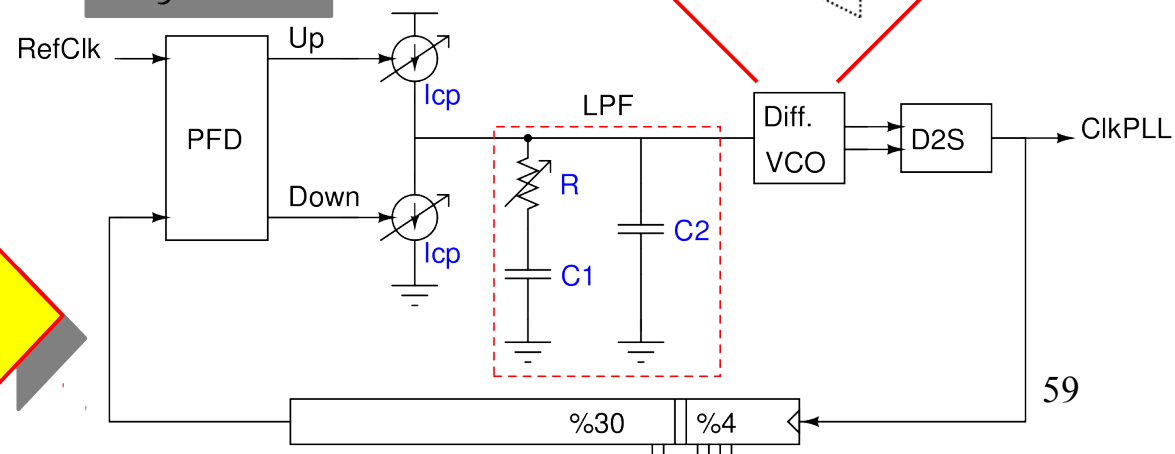 RefClk
Up
Icp
PFD
Down
Icp
LPF
R
C1
C2
Diff.
VCO
D2S
ClkPLL
59
%30
%4